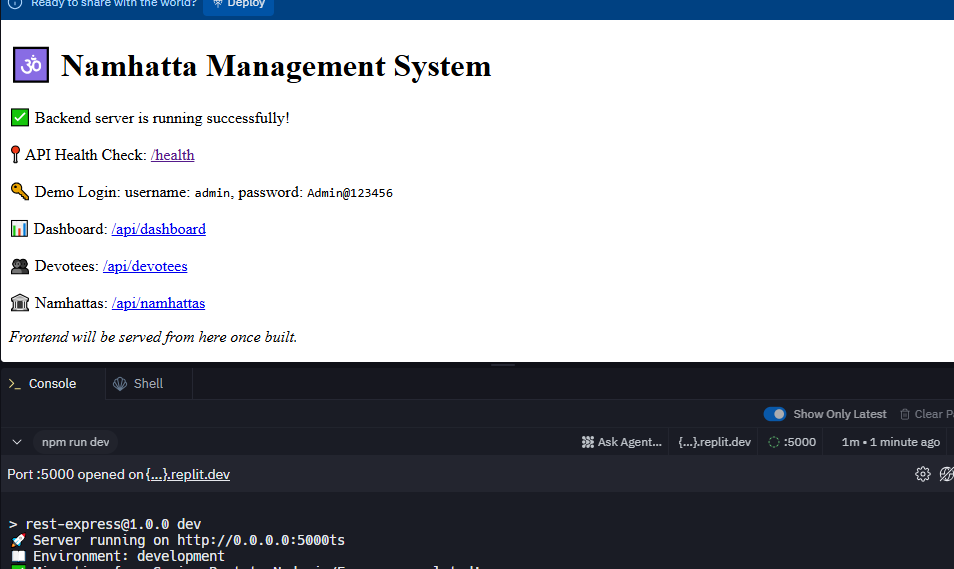 Ready to share with the world? Deploy
🕉️ Namhatta Management System
✅ Backend server is running successfully!
📍 API Health Check: /health
🔑 Demo Login: username: admin, password: Admin@123456
📊 Dashboard: /api/dashboard
👥 Devotees: /api/devotees
🏛️ Namhattas: /api/namhattas
Frontend will be served from here once built.
Console Shell
Show Only Latest Clear P
npm run dev Ask Agent... {...}.replit.dev :5000 1m • 1 minute ago
Port :5000 opened on {...}.replit.dev
> rest-express@1.0.0 dev
🚀 Server running on http://0.0.0.0:5000ts
📖 Environment: development